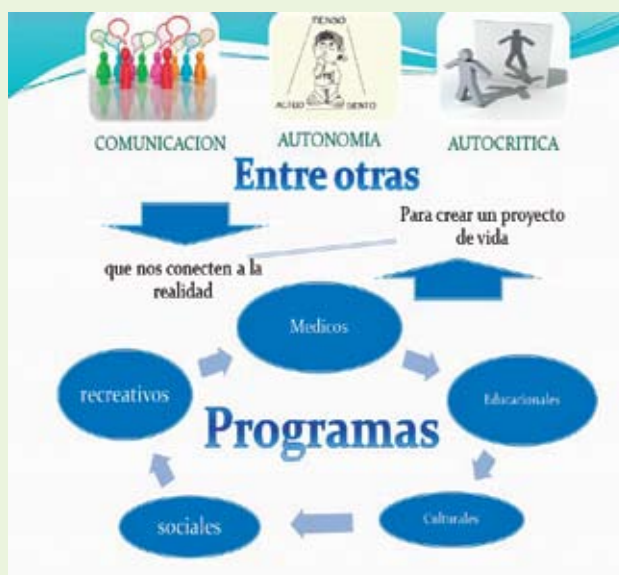 PIENSO
ACTUO
SIENTO
COMUNICACION
AUTONOMIA
AUTOCRITICA
Entre otras
Para crear un proyecto
de vida
que nos conecten a la
realidad
Medicos
recreativos
Educacionales
Programas
sociales
Culturales